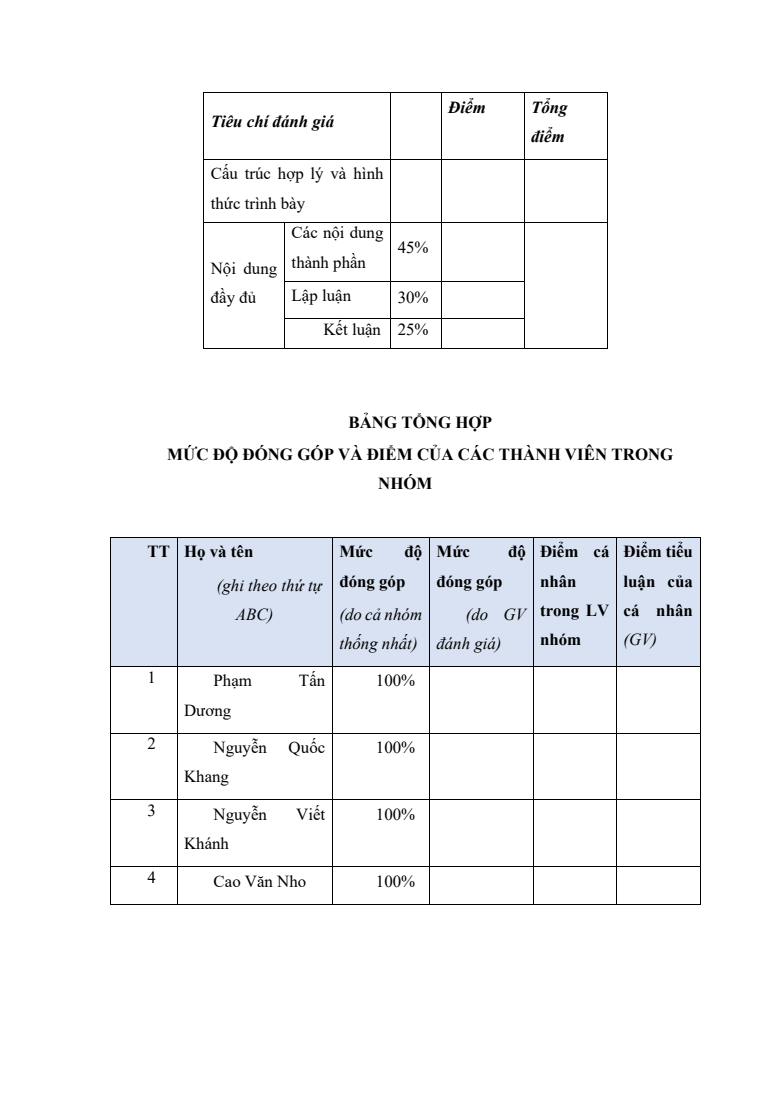 Tiêu chí đánh giá
Điểm
Tổng
điểm
Cấu trúc hợp lý và hình
thức trình bày
Nội dung
đầy đủ
Các nội dung
thành phần
45%
Lập luận
30%
Kết luận
25%
BẢNG TỔNG HỢP
MỨC ĐỘ ĐÓNG GÓP VÀ ĐIỂM CỦA CÁC THÀNH VIÊN TRONG
NHÓM
TT
Họ và tên
(ghi theo thứ tự
ABC)
Mức độ
đóng góp
(do cả nhóm
thống nhất)
Mức độ
đóng góp
(do GV
đánh giá)
Điểm cá
nhân
trong LV
nhóm
Điểm tiểu
luận của
cá nhân
(GV)
1
Phạm Tấn
Dương
100%
2
Nguyễn Quốc
Khang
100%
3
Nguyễn Viết
Khánh
100%
4
Cao Văn Nho
100%